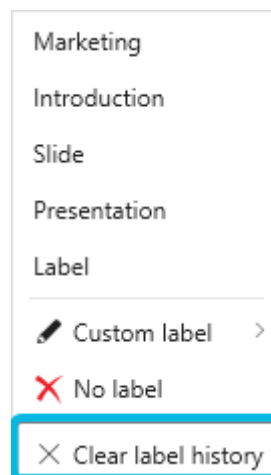 Marketing
Introduction
Slide
Presentation
Label
Custom label
No label
Clear label history